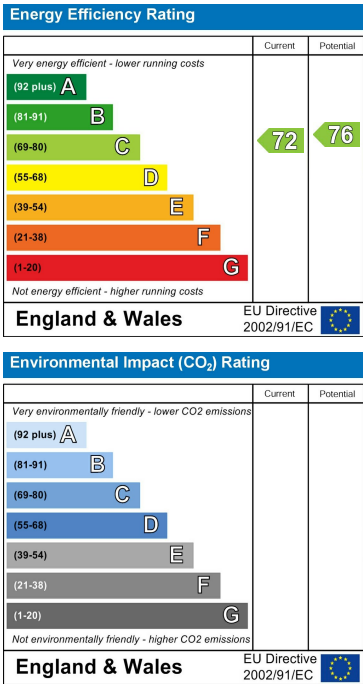 Energy Efficiency Rating
Current Potential
Very energy efficient - lower running costs
(92 plus) A
(81-91) B
(69-80) C
72 76
(55-68) D
(39-54) E
(21-38) F
(1-20) G
Not energy efficient - higher running costs
England & Wales
EU Directive
2002/91/EC
Environmental Impact (CO₂) Rating
Current Potential
Very environmentally friendly - lower CO2 emissions
(92 plus) A
(81-91) B
(69-80) C
(55-68) D
(39-54) E
(21-38) F
(1-20) G
Not environmentally friendly - higher CO2 emissions
England & Wales
EU Directive
2002/91/EC